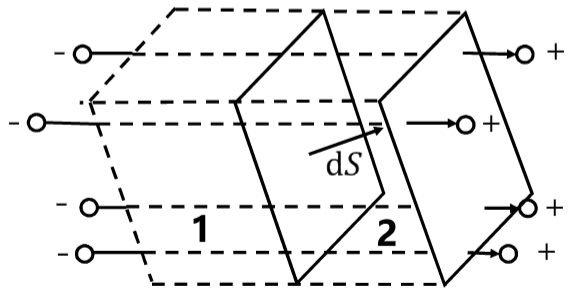 - +
- +
dS
- 1 2 +
- +